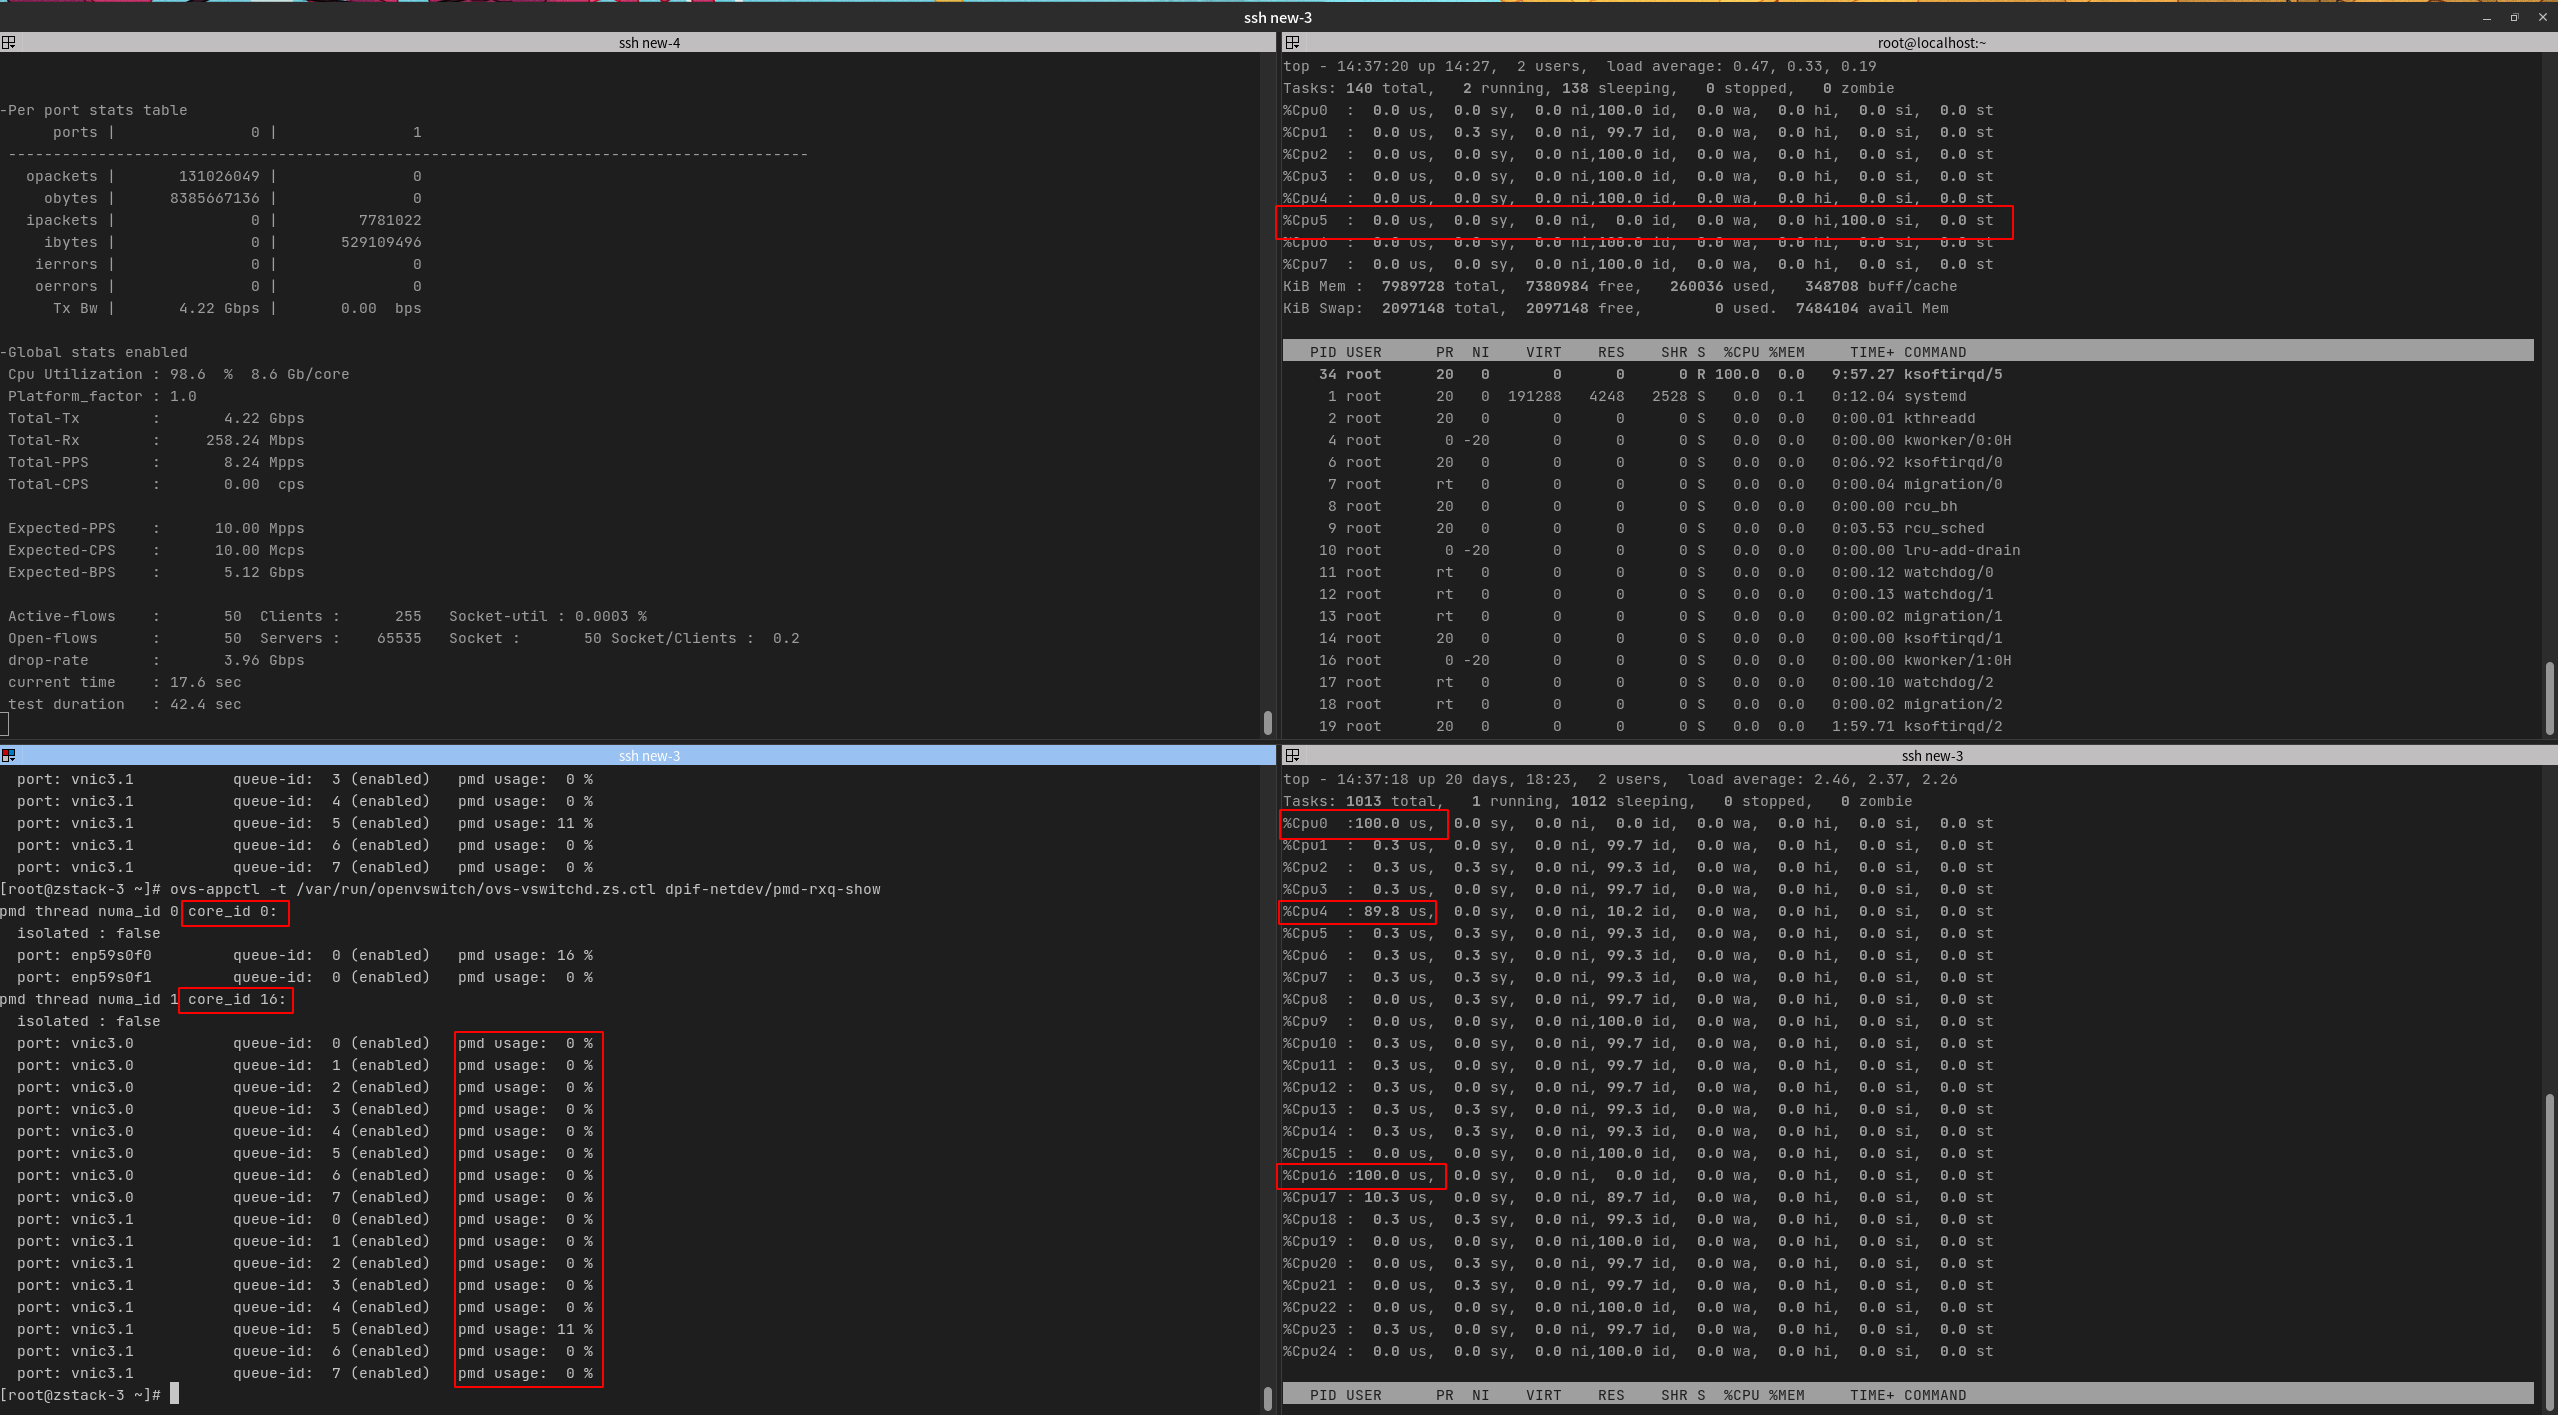 ssh new-3
ssh new-4
-Per port stats table
ports | 0 | 1
-----------------------------------------------------------------------------------------
opackets | 131026049 | 0
obytes | 8385667136 | 0
ipackets | 0 | 7781022
ibytes | 0 | 529109496
ierrors | 0 | 0
oerrors | 0 | 0
Tx Bw | 4.22 Gbps | 0.00 bps
-Global stats enabled
Cpu Utilization : 98.6 % 8.6 Gb/core
Platform_factor : 1.0
Total-Tx : 4.22 Gbps
Total-Rx : 258.24 Mbps
Total-PPS : 8.24 Mpps
Total-CPS : 0.00 cps
Expected-PPS : 10.00 Mpps
Expected-CPS : 10.00 Mcps
Expected-BPS : 5.12 Gbps
Active-flows : 50 Clients : 255 Socket-util : 0.0003 %
Open-flows : 50 Servers : 65535 Socket : 50 Socket/Clients : 0.2
drop-rate : 3.96 Gbps
current time : 17.6 sec
test duration : 42.4 sec
root@localhost:~
top - 14:37:20 up 14:27, 2 users, load average: 0.47, 0.33, 0.19
Tasks: 140 total, 2 running, 138 sleeping, 0 stopped, 0 zombie
%Cpu0 : 0.0 us, 0.0 sy, 0.0 ni,100.0 id, 0.0 wa, 0.0 hi, 0.0 si, 0.0 st
%Cpu1 : 0.0 us, 0.3 sy, 0.0 ni, 99.7 id, 0.0 wa, 0.0 hi, 0.0 si, 0.0 st
%Cpu2 : 0.0 us, 0.0 sy, 0.0 ni,100.0 id, 0.0 wa, 0.0 hi, 0.0 si, 0.0 st
%Cpu3 : 0.0 us, 0.0 sy, 0.0 ni,100.0 id, 0.0 wa, 0.0 hi, 0.0 si, 0.0 st
%Cpu4 : 0.0 us, 0.0 sy, 0.0 ni,100.0 id, 0.0 wa, 0.0 hi, 0.0 si, 0.0 st
%Cpu5 : 0.0 us, 0.0 sy, 0.0 ni, 0.0 id, 0.0 wa, 0.0 hi,100.0 si, 0.0 st
%Cpu6 : 0.0 us, 0.0 sy, 0.0 ni,100.0 id, 0.0 wa, 0.0 hi, 0.0 si, 0.0 st
%Cpu7 : 0.0 us, 0.0 sy, 0.0 ni,100.0 id, 0.0 wa, 0.0 hi, 0.0 si, 0.0 st
KiB Mem : 7989728 total, 7380984 free, 260036 used, 348708 buff/cache
KiB Swap: 2097148 total, 2097148 free, 0 used. 7484104 avail Mem
PID USER PR NI VIRT RES SHR S %CPU %MEM TIME+ COMMAND
34 root 20 0 0 0 0 R 100.0 0.0 9:57.27 ksoftirqd/5
1 root 20 0 191288 4248 2528 S 0.0 0.1 0:12.04 systemd
2 root 20 0 0 0 0 S 0.0 0.0 0:00.01 kthreadd
4 root 0 -20 0 0 0 S 0.0 0.0 0:00.00 kworker/0:0H
6 root 20 0 0 0 0 S 0.0 0.0 0:06.92 ksoftirqd/0
7 root rt 0 0 0 0 S 0.0 0.0 0:00.04 migration/0
8 root 20 0 0 0 0 S 0.0 0.0 0:00.00 rcu_bh
9 root 20 0 0 0 0 S 0.0 0.0 0:03.53 rcu_sched
10 root 0 -20 0 0 0 S 0.0 0.0 0:00.00 lru-add-drain
11 root rt 0 0 0 0 S 0.0 0.0 0:00.12 watchdog/0
12 root rt 0 0 0 0 S 0.0 0.0 0:00.13 watchdog/1
13 root rt 0 0 0 0 S 0.0 0.0 0:00.02 migration/1
14 root 20 0 0 0 0 S 0.0 0.0 0:00.00 ksoftirqd/1
16 root 0 -20 0 0 0 S 0.0 0.0 0:00.00 kworker/1:0H
17 root rt 0 0 0 0 S 0.0 0.0 0:00.10 watchdog/2
18 root rt 0 0 0 0 S 0.0 0.0 0:00.02 migration/2
19 root 20 0 0 0 0 S 0.0 0.0 1:59.71 ksoftirqd/2
ssh new-3
port: vnic3.1 queue-id: 3 (enabled) pmd usage: 0 %
port: vnic3.1 queue-id: 4 (enabled) pmd usage: 0 %
port: vnic3.1 queue-id: 5 (enabled) pmd usage: 11 %
port: vnic3.1 queue-id: 6 (enabled) pmd usage: 0 %
port: vnic3.1 queue-id: 7 (enabled) pmd usage: 0 %
[root@zstack-3 ~]# ovs-appctl -t /var/run/openvswitch/ovs-vswitchd.zs.ctl dpif-netdev/pmd-rxq-show
pmd thread numa_id 0 core_id 0:
isolated : false
port: enp59s0f0 queue-id: 0 (enabled) pmd usage: 16 %
port: enp59s0f1 queue-id: 0 (enabled) pmd usage: 0 %
pmd thread numa_id 1 core_id 16:
isolated : false
port: vnic3.0 queue-id: 0 (enabled) pmd usage: 0 %
port: vnic3.0 queue-id: 1 (enabled) pmd usage: 0 %
port: vnic3.0 queue-id: 2 (enabled) pmd usage: 0 %
port: vnic3.0 queue-id: 3 (enabled) pmd usage: 0 %
port: vnic3.0 queue-id: 4 (enabled) pmd usage: 0 %
port: vnic3.0 queue-id: 5 (enabled) pmd usage: 0 %
port: vnic3.0 queue-id: 6 (enabled) pmd usage: 0 %
port: vnic3.0 queue-id: 7 (enabled) pmd usage: 0 %
port: vnic3.1 queue-id: 0 (enabled) pmd usage: 0 %
port: vnic3.1 queue-id: 1 (enabled) pmd usage: 0 %
port: vnic3.1 queue-id: 2 (enabled) pmd usage: 0 %
port: vnic3.1 queue-id: 3 (enabled) pmd usage: 0 %
port: vnic3.1 queue-id: 4 (enabled) pmd usage: 0 %
port: vnic3.1 queue-id: 5 (enabled) pmd usage: 11 %
port: vnic3.1 queue-id: 6 (enabled) pmd usage: 0 %
port: vnic3.1 queue-id: 7 (enabled) pmd usage: 0 %
[root@zstack-3 ~]#
ssh new-3
top - 14:37:18 up 20 days, 18:23, 2 users, load average: 2.46, 2.37, 2.26
Tasks: 1013 total, 1 running, 1012 sleeping, 0 stopped, 0 zombie
%Cpu0 :100.0 us, 0.0 sy, 0.0 ni, 0.0 id, 0.0 wa, 0.0 hi, 0.0 si, 0.0 st
%Cpu1 : 0.3 us, 0.0 sy, 0.0 ni, 99.7 id, 0.0 wa, 0.0 hi, 0.0 si, 0.0 st
%Cpu2 : 0.3 us, 0.3 sy, 0.0 ni, 99.3 id, 0.0 wa, 0.0 hi, 0.0 si, 0.0 st
%Cpu3 : 0.3 us, 0.0 sy, 0.0 ni, 99.7 id, 0.0 wa, 0.0 hi, 0.0 si, 0.0 st
%Cpu4 : 89.8 us, 0.0 sy, 0.0 ni, 10.2 id, 0.0 wa, 0.0 hi, 0.0 si, 0.0 st
%Cpu5 : 0.3 us, 0.3 sy, 0.0 ni, 99.3 id, 0.0 wa, 0.0 hi, 0.0 si, 0.0 st
%Cpu6 : 0.3 us, 0.3 sy, 0.0 ni, 99.3 id, 0.0 wa, 0.0 hi, 0.0 si, 0.0 st
%Cpu7 : 0.3 us, 0.3 sy, 0.0 ni, 99.3 id, 0.0 wa, 0.0 hi, 0.0 si, 0.0 st
%Cpu8 : 0.0 us, 0.3 sy, 0.0 ni, 99.7 id, 0.0 wa, 0.0 hi, 0.0 si, 0.0 st
%Cpu9 : 0.0 us, 0.0 sy, 0.0 ni,100.0 id, 0.0 wa, 0.0 hi, 0.0 si, 0.0 st
%Cpu10 : 0.3 us, 0.0 sy, 0.0 ni, 99.7 id, 0.0 wa, 0.0 hi, 0.0 si, 0.0 st
%Cpu11 : 0.3 us, 0.0 sy, 0.0 ni, 99.7 id, 0.0 wa, 0.0 hi, 0.0 si, 0.0 st
%Cpu12 : 0.3 us, 0.0 sy, 0.0 ni, 99.7 id, 0.0 wa, 0.0 hi, 0.0 si, 0.0 st
%Cpu13 : 0.3 us, 0.3 sy, 0.0 ni, 99.3 id, 0.0 wa, 0.0 hi, 0.0 si, 0.0 st
%Cpu14 : 0.3 us, 0.3 sy, 0.0 ni, 99.3 id, 0.0 wa, 0.0 hi, 0.0 si, 0.0 st
%Cpu15 : 0.0 us, 0.0 sy, 0.0 ni,100.0 id, 0.0 wa, 0.0 hi, 0.0 si, 0.0 st
%Cpu16 :100.0 us, 0.0 sy, 0.0 ni, 0.0 id, 0.0 wa, 0.0 hi, 0.0 si, 0.0 st
%Cpu17 : 10.3 us, 0.0 sy, 0.0 ni, 89.7 id, 0.0 wa, 0.0 hi, 0.0 si, 0.0 st
%Cpu18 : 0.3 us, 0.3 sy, 0.0 ni, 99.3 id, 0.0 wa, 0.0 hi, 0.0 si, 0.0 st
%Cpu19 : 0.0 us, 0.0 sy, 0.0 ni,100.0 id, 0.0 wa, 0.0 hi, 0.0 si, 0.0 st
%Cpu20 : 0.0 us, 0.3 sy, 0.0 ni, 99.7 id, 0.0 wa, 0.0 hi, 0.0 si, 0.0 st
%Cpu21 : 0.0 us, 0.3 sy, 0.0 ni, 99.7 id, 0.0 wa, 0.0 hi, 0.0 si, 0.0 st
%Cpu22 : 0.0 us, 0.0 sy, 0.0 ni,100.0 id, 0.0 wa, 0.0 hi, 0.0 si, 0.0 st
%Cpu23 : 0.3 us, 0.0 sy, 0.0 ni, 99.7 id, 0.0 wa, 0.0 hi, 0.0 si, 0.0 st
%Cpu24 : 0.0 us, 0.0 sy, 0.0 ni,100.0 id, 0.0 wa, 0.0 hi, 0.0 si, 0.0 st
PID USER PR NI VIRT RES SHR S %CPU %MEM TIME+ COMMAND